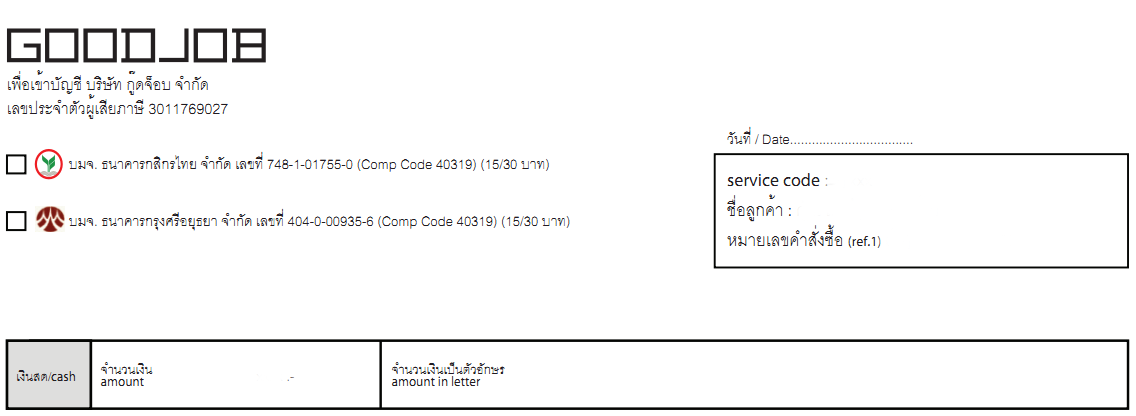 GOODJOB
เพื่อเข้าบัญชี บริษัท กู๊ดจ็อบ จำกัด
เลขประจำตัวผู้เสียภาษี 3011769027
บมจ. ธนาคารกสิกรไทย จำกัด เลขที่ 748-1-01755-0 (Comp Code 40319) (15/30 บาท)
บมจ. ธนาคารกรุงศรีอยุธยา จำกัด เลขที่ 404-0-00935-6 (Comp Code 40319) (15/30 บาท)
วันที่ / Date..................................
service code :
ชื่อลูกค้า :
หมายเลขคำสั่งซื้อ (ref.1)
เงินสด/cash
จำนวนเงิน
amount .-
จำนวนเงินเป็นตัวอักษร
amount in letter